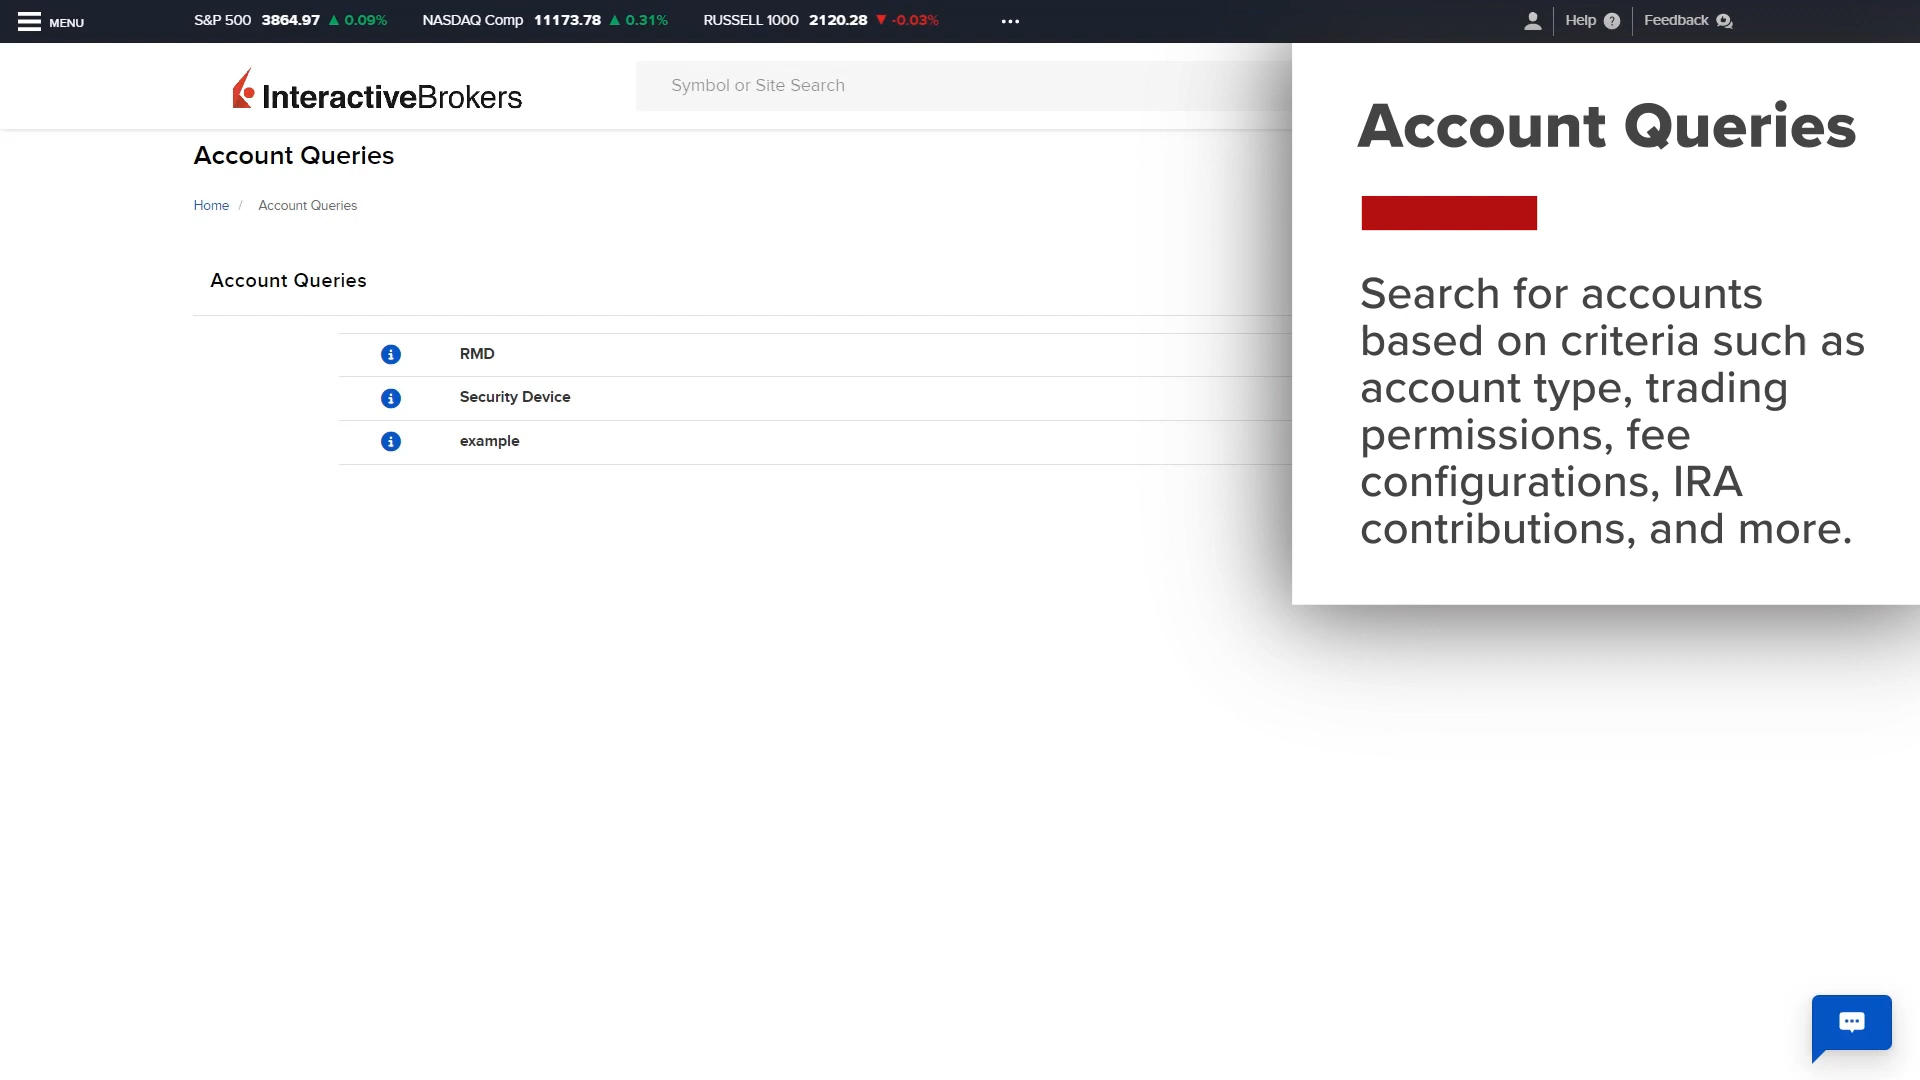 MENU
S&P 500 3864.97 ▲ 0.09% NASDAQ Comp 11173.78 ▲ 0.31% RUSSELL 1000 2120.28 ▼ -0.03% •••
Help ? Feedback
InteractiveBrokers
Symbol or Site Search
Account Queries
Home / Account Queries
Account Queries
RMD
Security Device
example
Account Queries
Search for accounts
based on criteria such as
account type, trading
permissions, fee
configurations, IRA
contributions, and more.